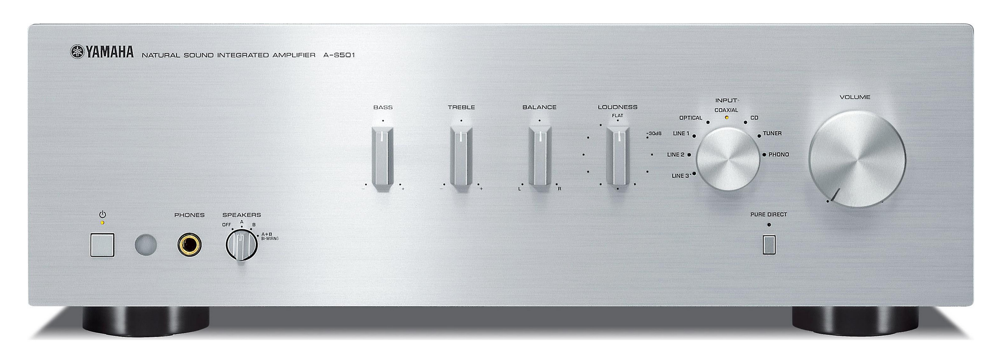 YAMAHA NATURAL SOUND INTEGRATED AMPLIFIER A-S501
BASS
- +
TREBLE
- +
BALANCE
L R
LOUDNESS
FLAT
-30dB
INPUT
COAXIAL
OPTICAL
CD
LINE 1
TUNER
LINE 2
PHONO
LINE 3
VOLUME
PHONES
SPEAKERS
OFF
A
B
A+B
BI-WIRING
PURE DIRECT